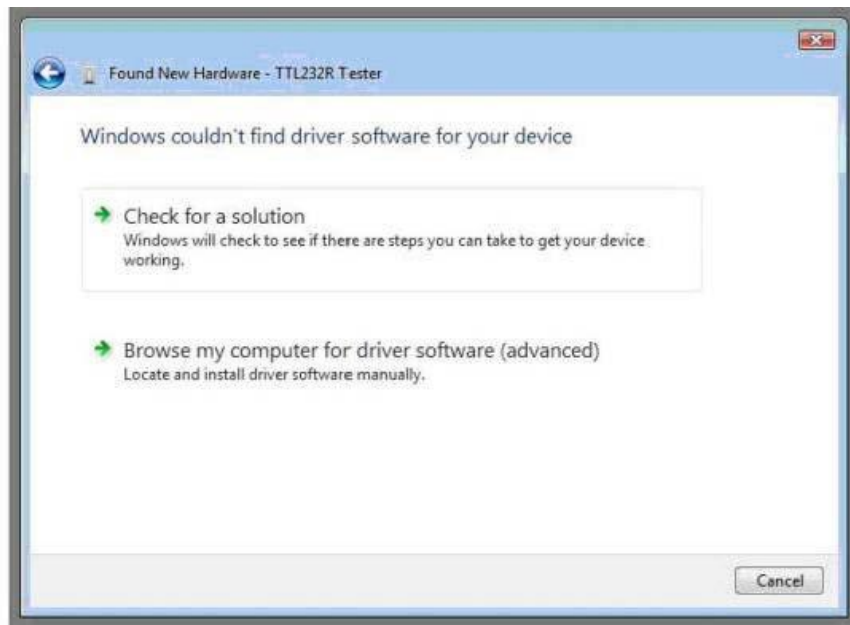 Found New Hardware - TTL232R Tester
Windows couldn't find driver software for your device
Check for a solution
Windows will check to see if there are steps you can take to get your device
working.
Browse my computer for driver software (advanced)
Locate and install driver software manually.
Cancel